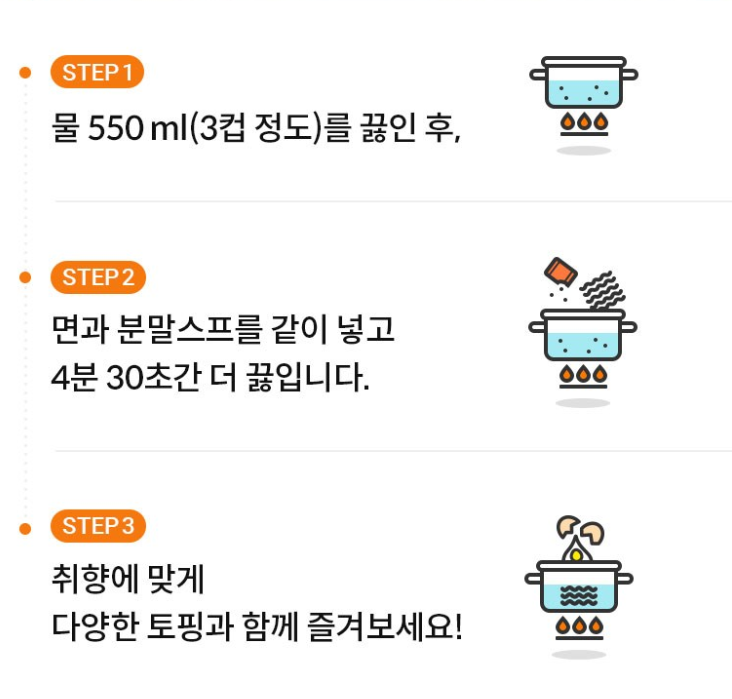 STEP 1
물 550 ml(3컵 정도)를 끓인 후,
STEP 2
면과 분말스프를 같이 넣고
4분 30초간 더 끓입니다.
STEP 3
취향에 맞게
다양한 토핑과 함께 즐겨보세요!